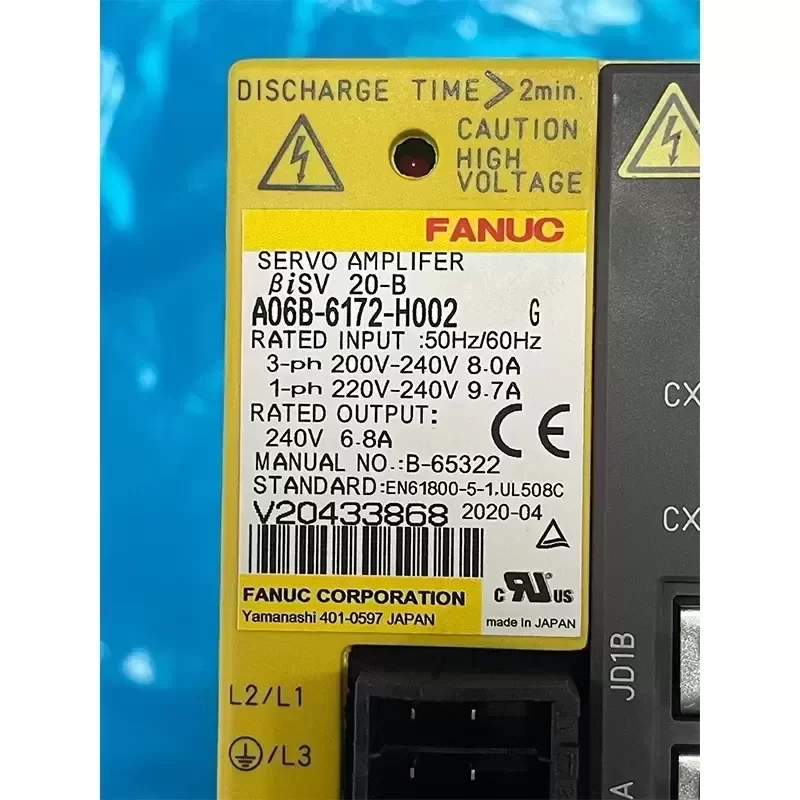 DISCHARGE TIME > 2min.
CAUTION
HIGH
VOLTAGE
FANUC
SERVO AMPLIFER
βiSV 20-B
A06B-6172-H002 G
RATED INPUT :50Hz/60Hz
3-ph 200V-240V 8.0A
1-ph 220V-240V 9.7A
RATED OUTPUT:
240V 6.8A
CE
MANUAL NO.:B-65322
STANDARD:EN61800-5-1,UL508C
V20433868 2020-04
FANUC CORPORATION
Yamanashi 401-0597 JAPAN
c RU US
made in JAPAN
CX
CX
JD1B
A
L2/L1
/L3